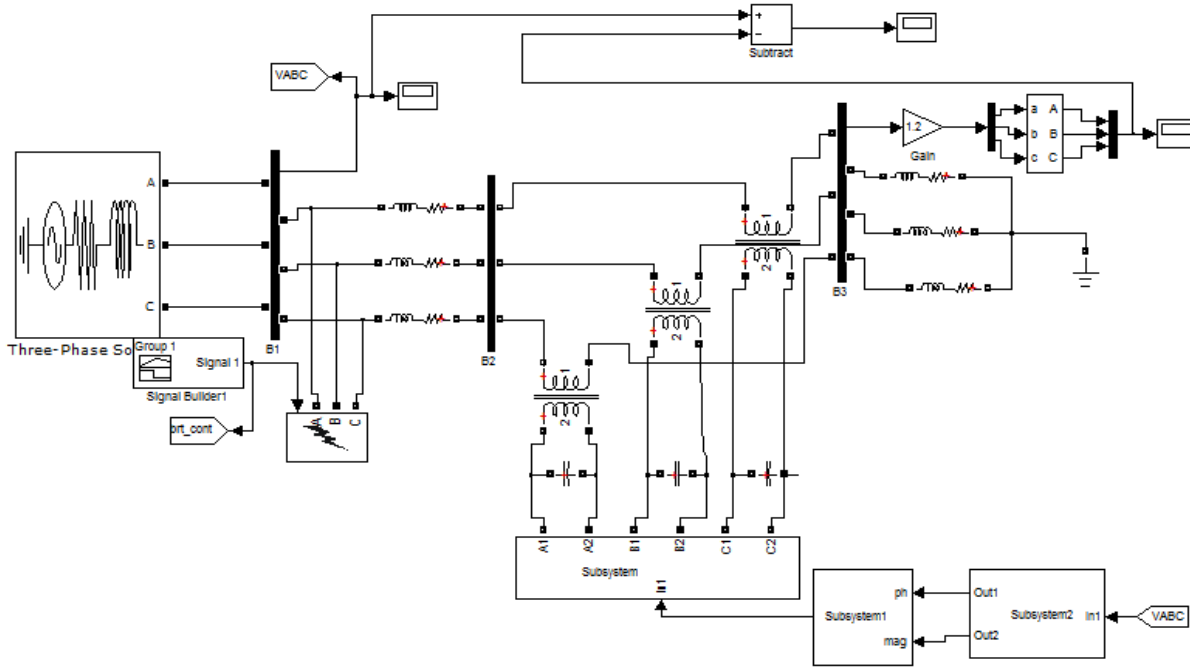 +
−
Subtract
VABC
1.2
Gain
a A
b B
c C
A
B
C
B1
B2
B3
1
2
1
2
1
2
Three-Phase So
Group 1
Signal 1
Signal Builder1
ort_cont
A B C
A1 A2 B1 B2 C1 C2
Subsystem
In1
ph
Subsystem1
mag
Out1
Subsystem2
Out2
In1
VABC